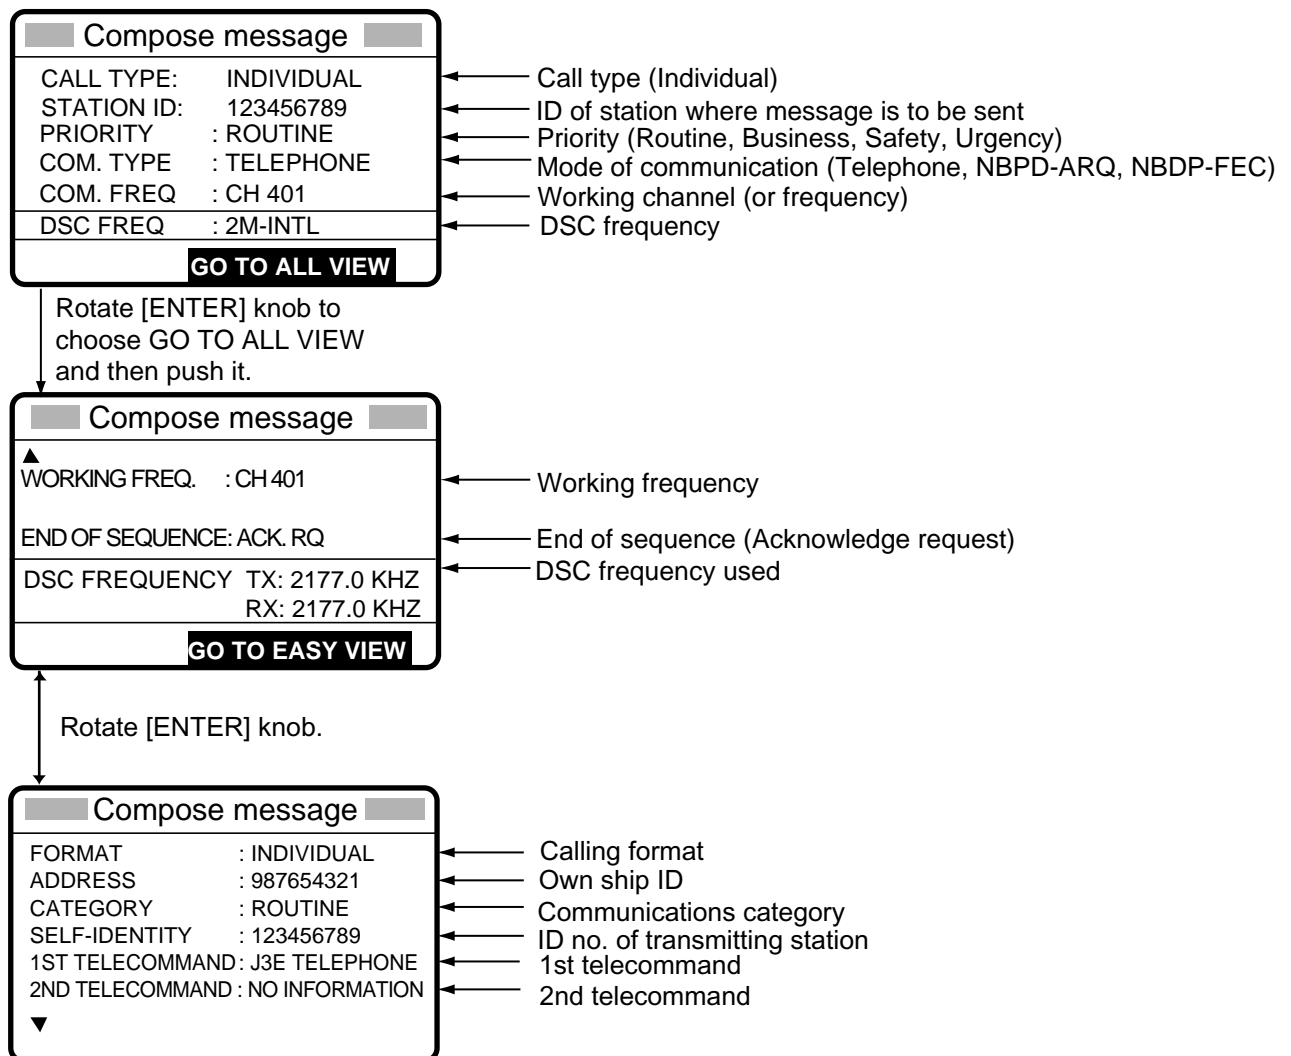 Compose message
CALL TYPE: INDIVIDUAL
Call type (Individual)
STATION ID: 123456789
ID of station where message is to be sent
PRIORITY : ROUTINE
Priority (Routine, Business, Safety, Urgency)
COM. TYPE : TELEPHONE
Mode of communication (Telephone, NBPD-ARQ, NBDP-FEC)
COM. FREQ : CH 401
Working channel (or frequency)
DSC FREQ : 2M-INTL
DSC frequency
GO TO ALL VIEW
Rotate [ENTER] knob to
choose GO TO ALL VIEW
and then push it.
Compose message
▲
WORKING FREQ. : CH 401
Working frequency
END OF SEQUENCE: ACK. RQ
End of sequence (Acknowledge request)
DSC FREQUENCY TX: 2177.0 KHZ
DSC frequency used
RX: 2177.0 KHZ
GO TO EASY VIEW
Rotate [ENTER] knob.
Compose message
FORMAT : INDIVIDUAL
Calling format
ADDRESS : 987654321
Own ship ID
CATEGORY : ROUTINE
Communications category
SELF-IDENTITY : 123456789
ID no. of transmitting station
1ST TELECOMMAND : J3E TELEPHONE
1st telecommand
2ND TELECOMMAND : NO INFORMATION
2nd telecommand
▼